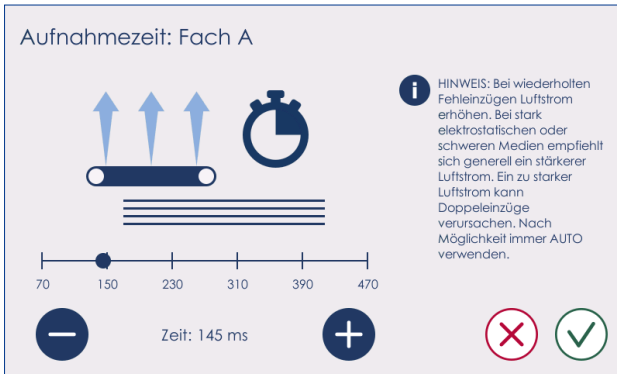 Aufnahmezeit: Fach A
HINWEIS: Bei wiederholten
Fehleinzügen Luftstrom
erhöhen. Bei stark
elektrostatischen oder
schweren Medien empfiehlt
sich generell ein stärkerer
Luftstrom. Ein zu starker
Luftstrom kann
Doppeleinzüge
verursachen. Nach
Möglichkeit immer AUTO
verwenden.
70 150 230 310 390 470
Zeit: 145 ms